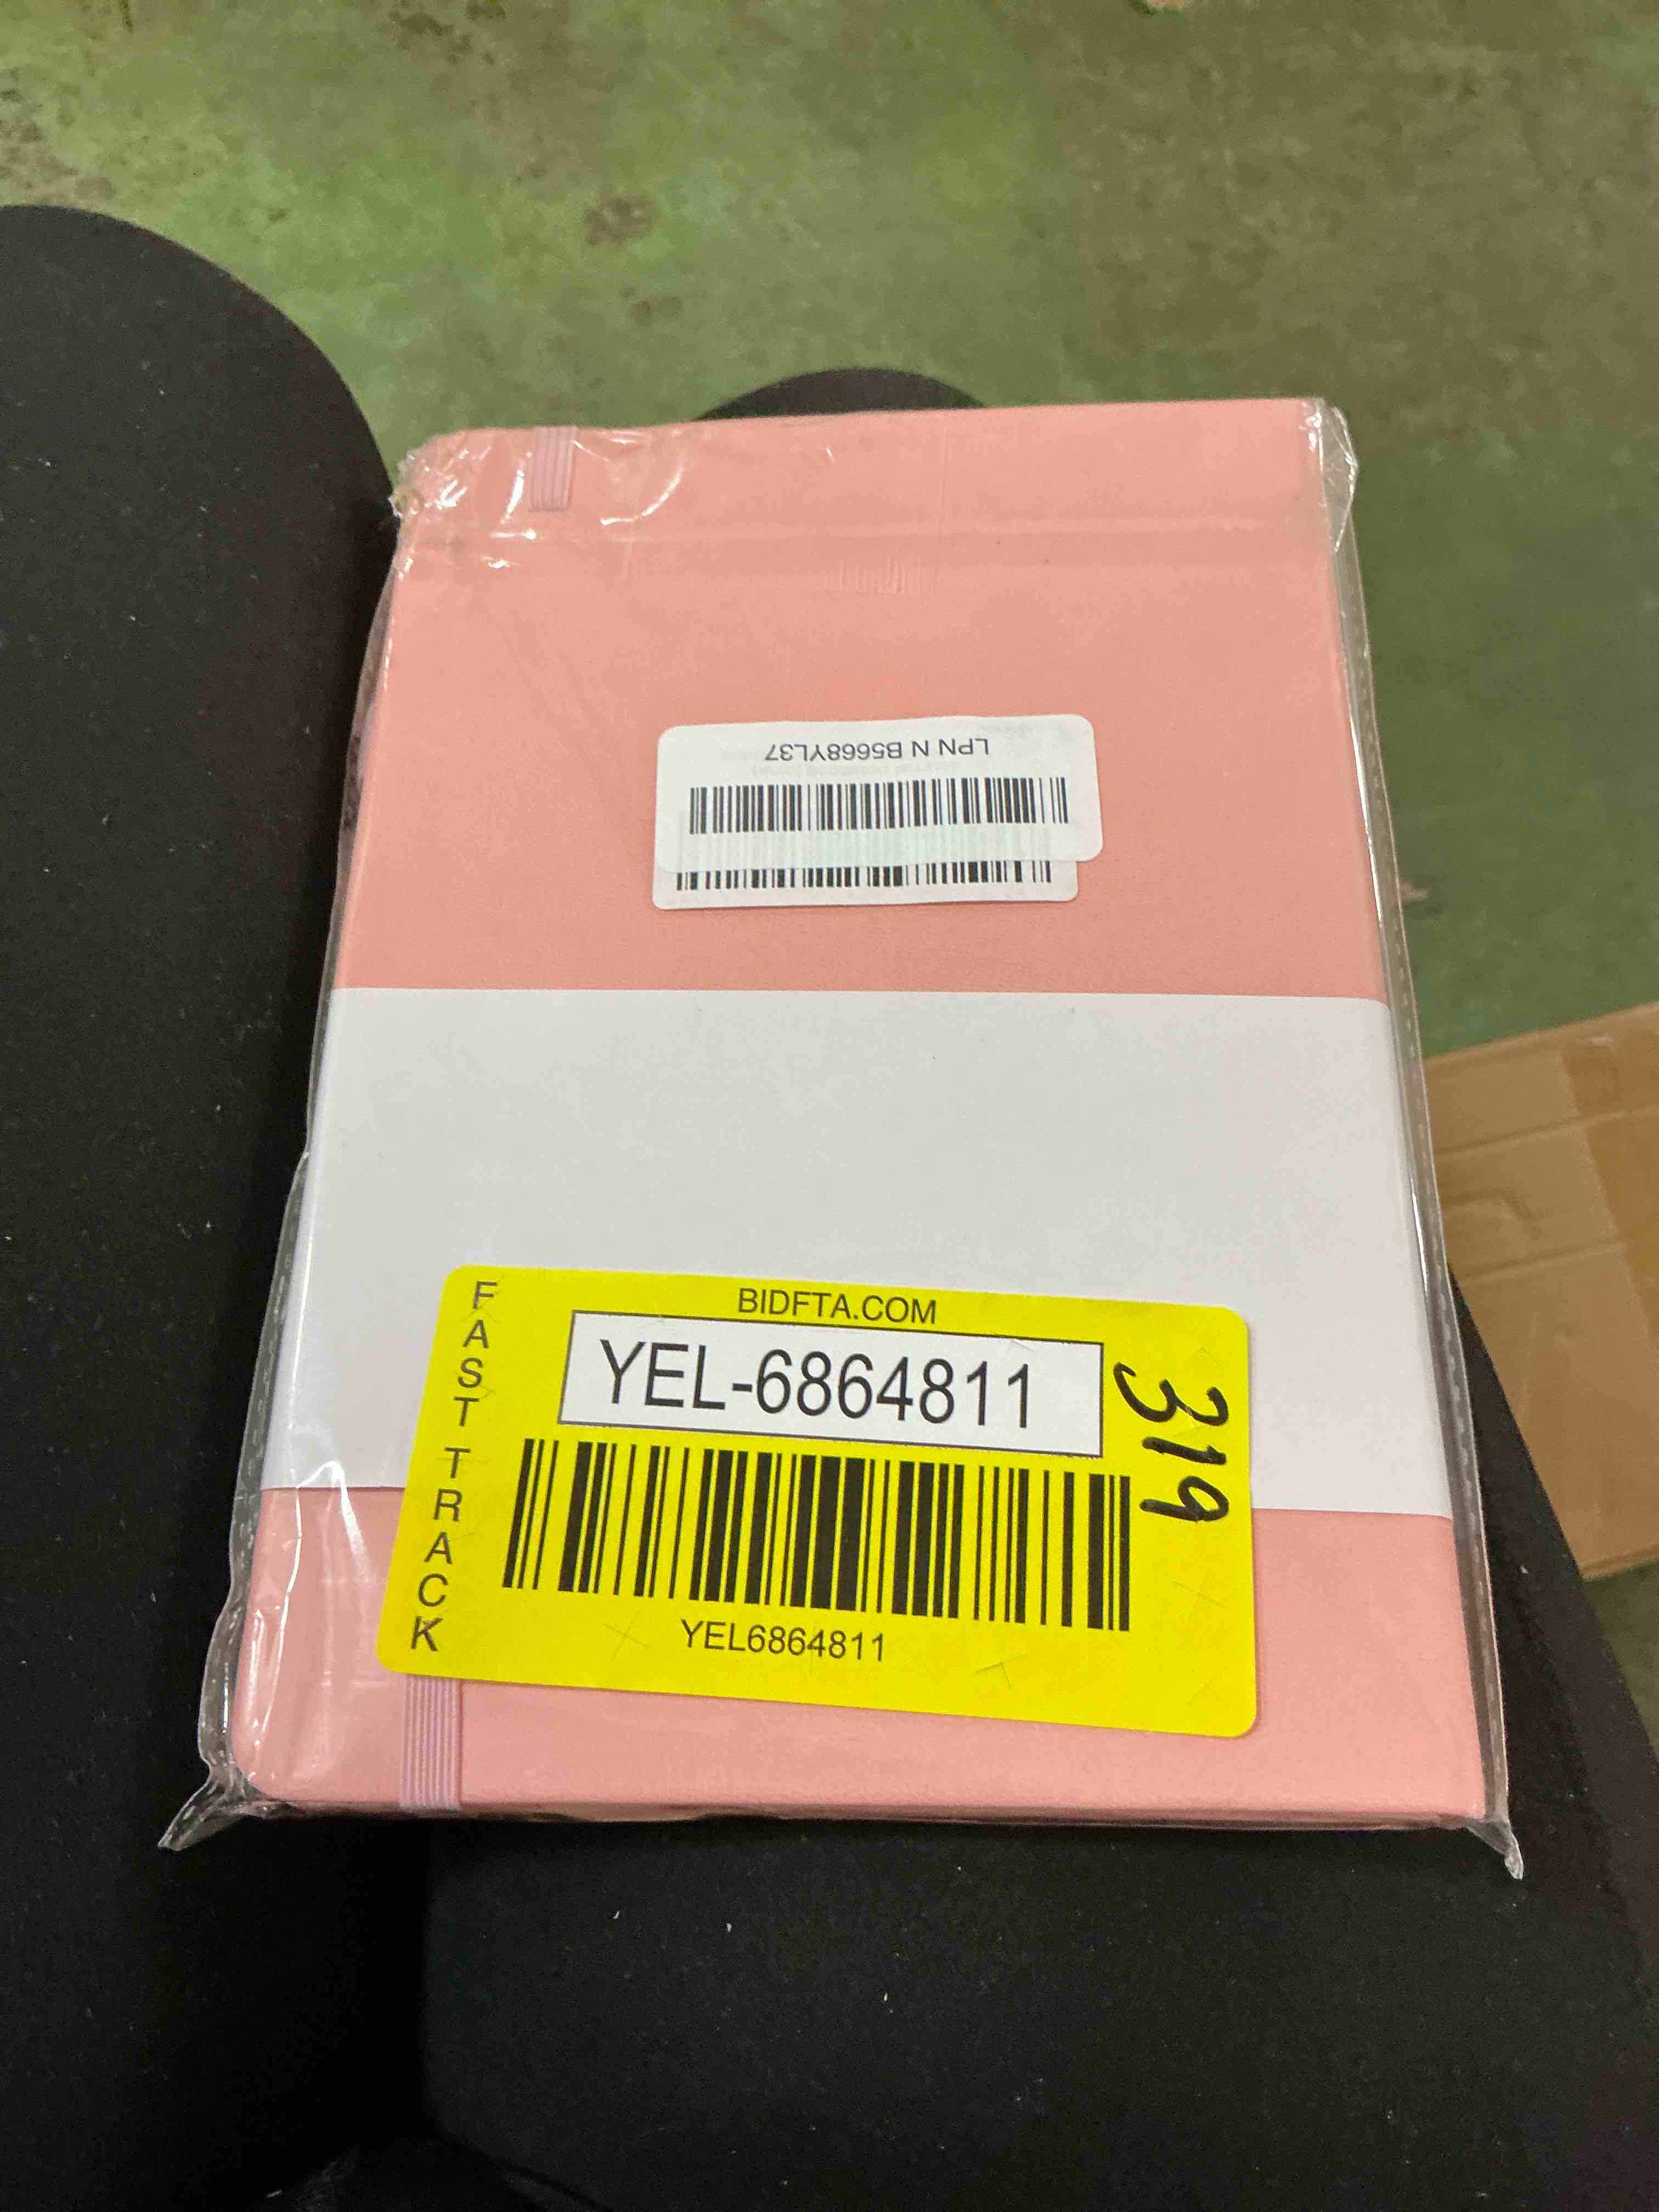 LPN N B5668YL37
BIDFTA.COM
FAST TRACK
YEL-6864811
319
YEL6864811